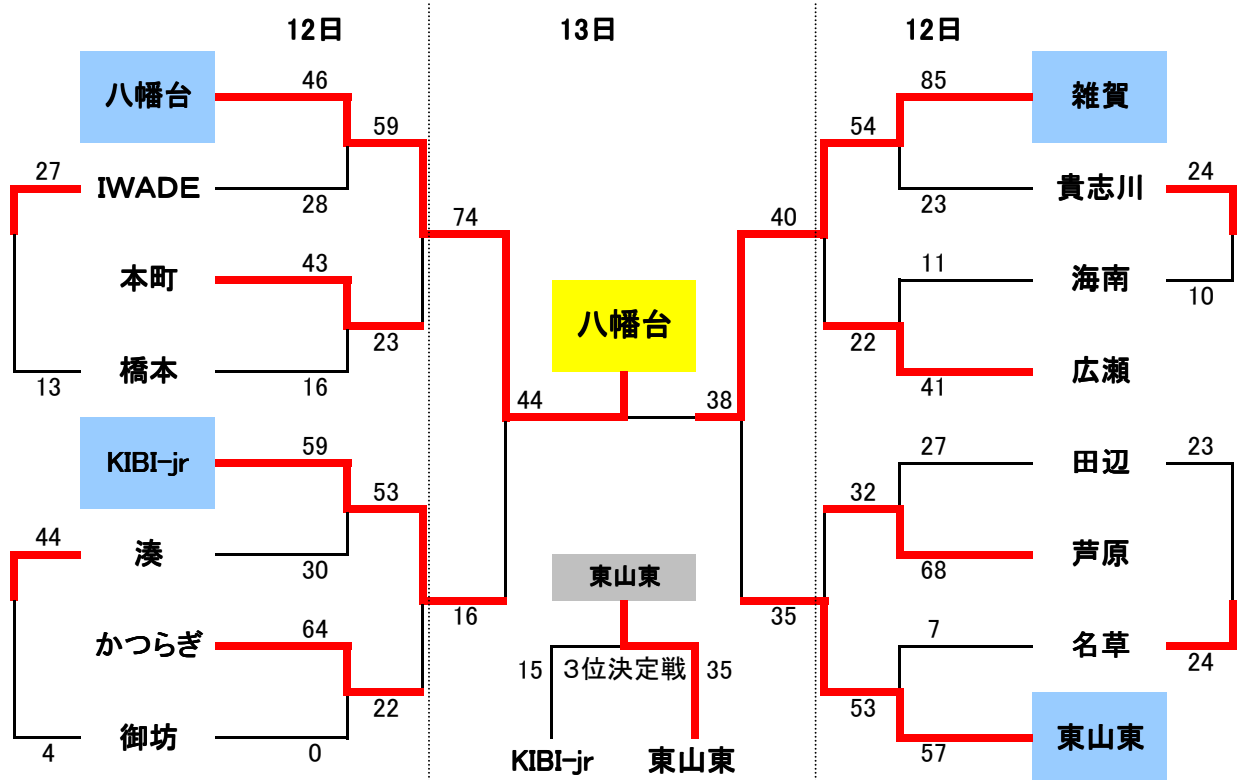 12日
13日
12日
八幡台
46
85
雑賀
59
54
27
IWADE
28
74
40
23
貴志川
24
本町
43
11
海南
10
八幡台
13
橋本
16
23
22
41
広瀬
44
38
KIBI-jr
59
27
田辺
23
53
32
44
湊
30
東山東
68
芦原
16
35
かつらぎ
64
15
3位決定戦
35
7
名草
24
22
53
4
御坊
0
KIBI-jr
東山東
57
東山東